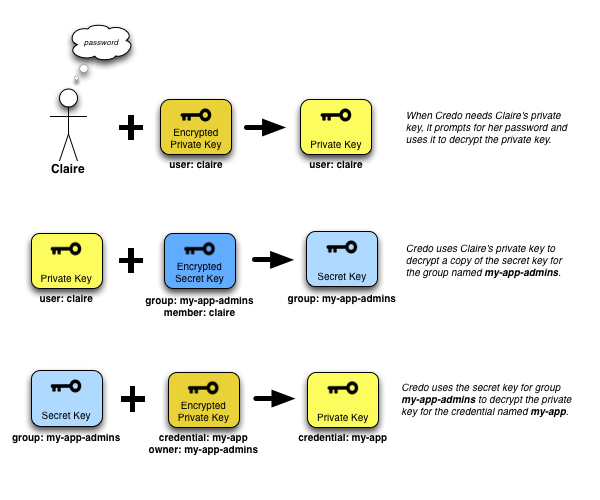 password
Encrypted
Private Key
Private Key
When Credo needs Claire's private
key, it prompts for her password and
uses it to decrypt the private key.
Claire
user: claire
user: claire
Private Key
Encrypted
Secret Key
Secret Key
Credo uses Claire's private key to
decrypt a copy of the secret key for
the group named my-app-admins.
user: claire
group: my-app-admins
member: claire
group: my-app-admins
Secret Key
Encrypted
Private Key
Private Key
Credo uses the secret key for group
my-app-admins to decrypt the private
key for the credential named my-app.
group: my-app-admins
credential: my-app
owner: my-app-admins
credential: my-app